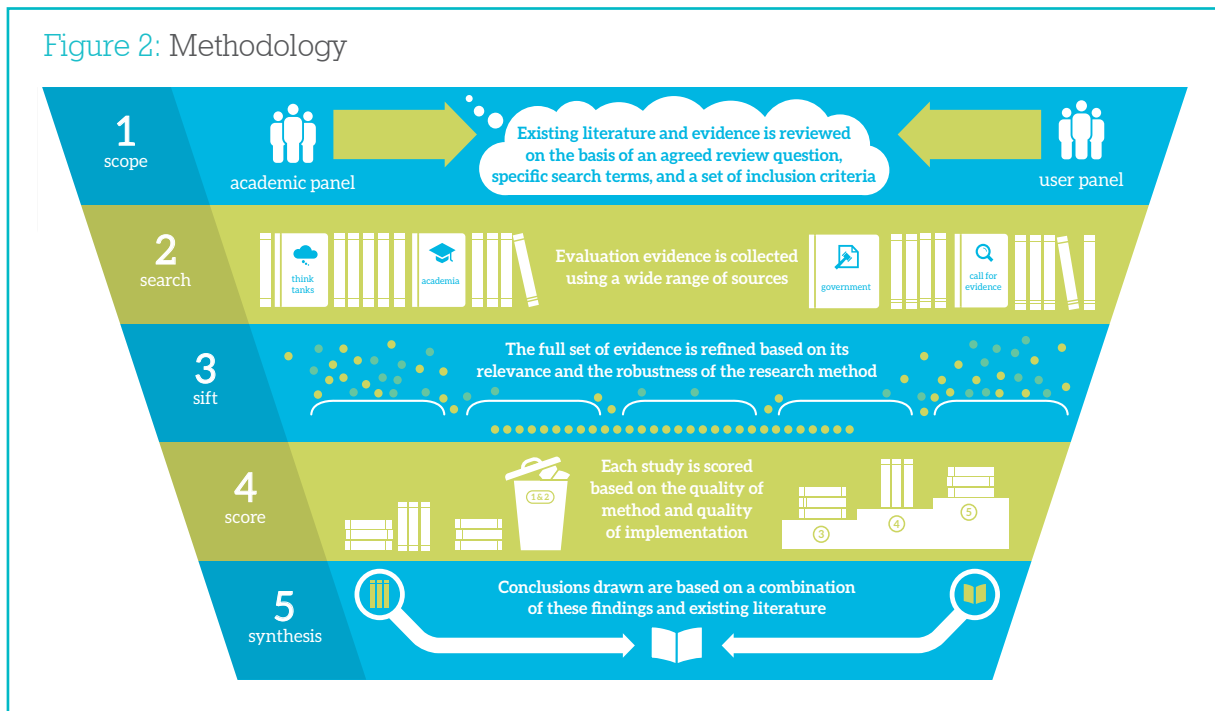 Figure 2: Methodology
1
scope
academic panel
Existing literature and evidence is reviewed
on the basis of an agreed review question,
specific search terms, and a set of inclusion criteria
user panel
2
search
think
tanks
academia
Evaluation evidence is collected
using a wide range of sources
government
call for
evidence
3
sift
The full set of evidence is refined based on its
relevance and the robustness of the research method
4
score
1 & 2
Each study is scored
based on the quality of
method and quality
of implementation
3
4
5
5
synthesis
Conclusions drawn are based on a combination
of these findings and existing literature